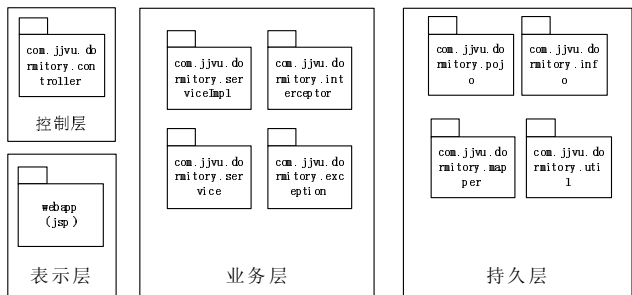 com.jjvu.do
rmitory.con
troller
控制层
webapp
(jsp)
表示层
com.jjvu.do
rmitory.ser
viceImpl
com.jjvu.do
rmitory.int
erceptor
com.jjvu.do
rmitory.ser
vice
com.jjvu.do
rmitory.exc
eption
业务层
com.jjvu.do
rmitory.poj
o
com.jjvu.do
rmitory.inf
o
com.jjvu.do
rmitory.map
per
com.jjvu.do
rmitory.uti
l
持久层